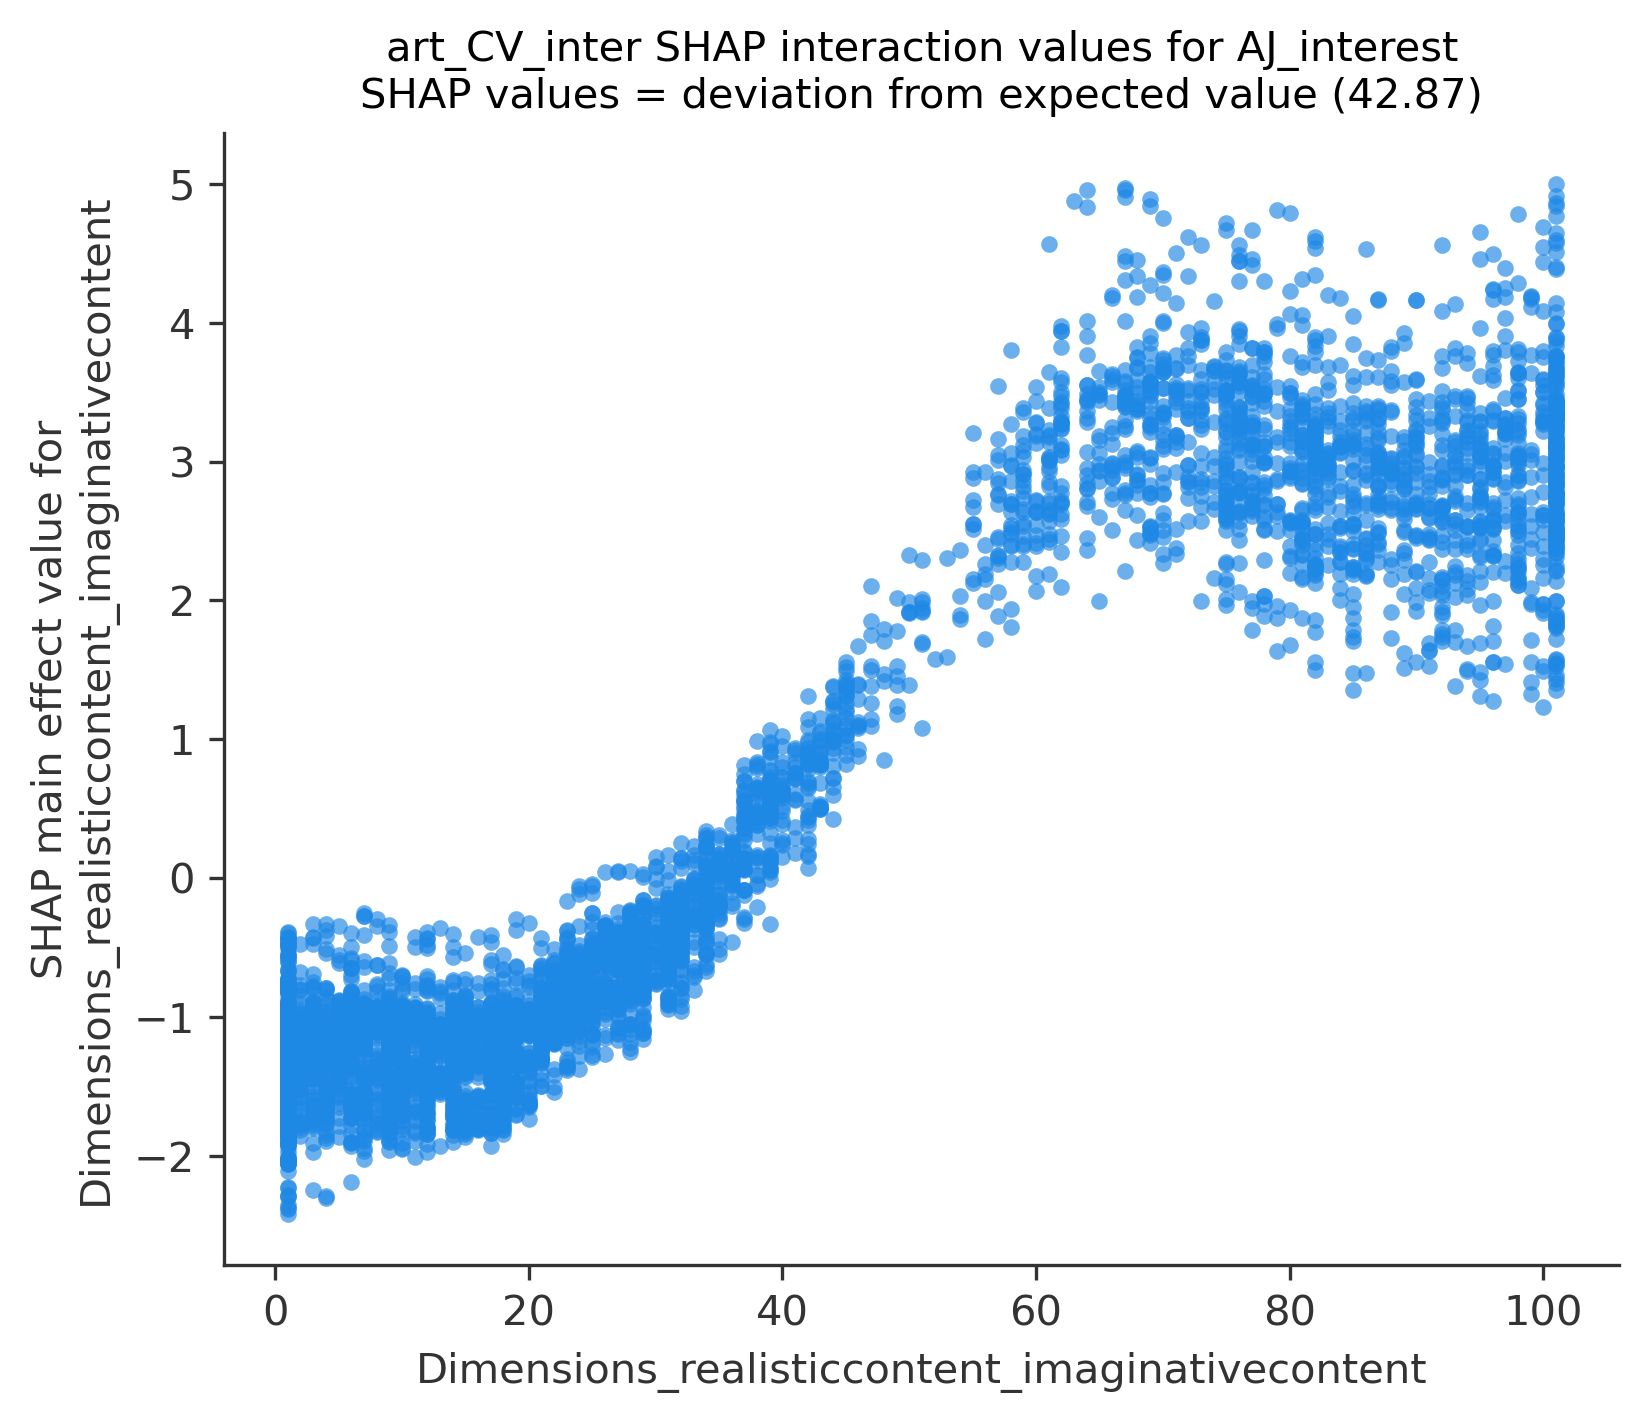 art_CV_inter SHAP interaction values for AJ_interest
SHAP values = deviation from expected value (42.87)
SHAP main effect value for
Dimensions_realisticcontent_imaginativecontent
5
4
3
2
1
0
−1
−2
0
20
40
60
80
100
Dimensions_realisticcontent_imaginativecontent